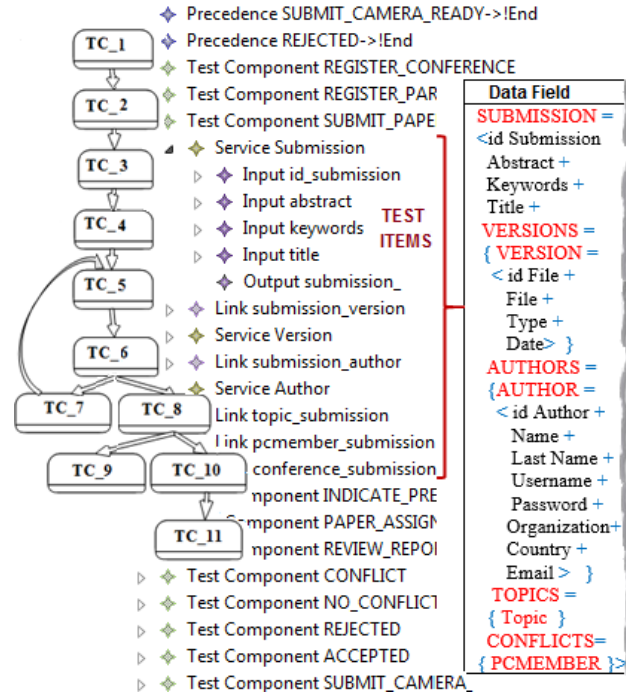 Precedence SUBMIT_CAMERA_READY->!End
Precedence REJECTED->!End
Test Component REGISTER_CONFERENCE
Test Component REGISTER_PAR
Test Component SUBMIT_PAPE
Service Submission
Input id_submission
Input abstract
Input keywords
Input title
Output submission_
Link submission_version
Service Version
Link submission_author
Service Author
Link topic_submission
Link pcmember_submission
conference_submission_
mponent INDICATE_PRE
Component PAPER_ASSIGN
mponent REVIEW_REPOI
Test Component CONFLICT
Test Component NO_CONFLICT
Test Component REJECTED
Test Component ACCEPTED
Test Component SUBMIT_CAMERA_
TC_1
TC_2
TC_3
TC_4
TC_5
TC_6
TC_7
TC_8
TC_9
TC_10
TC_11
TEST
ITEMS
Data Field
SUBMISSION =
<id Submission
Abstract +
Keywords +
Title +
VERSIONS =
{ VERSION =
< id File +
File +
Type +
Date> }
AUTHORS =
{AUTHOR =
< id Author +
Name +
Last Name +
Username +
Password +
Organization+
Country +
Email > }
TOPICS =
{ Topic }
CONFLICTS=
{ PCMEMBER }>